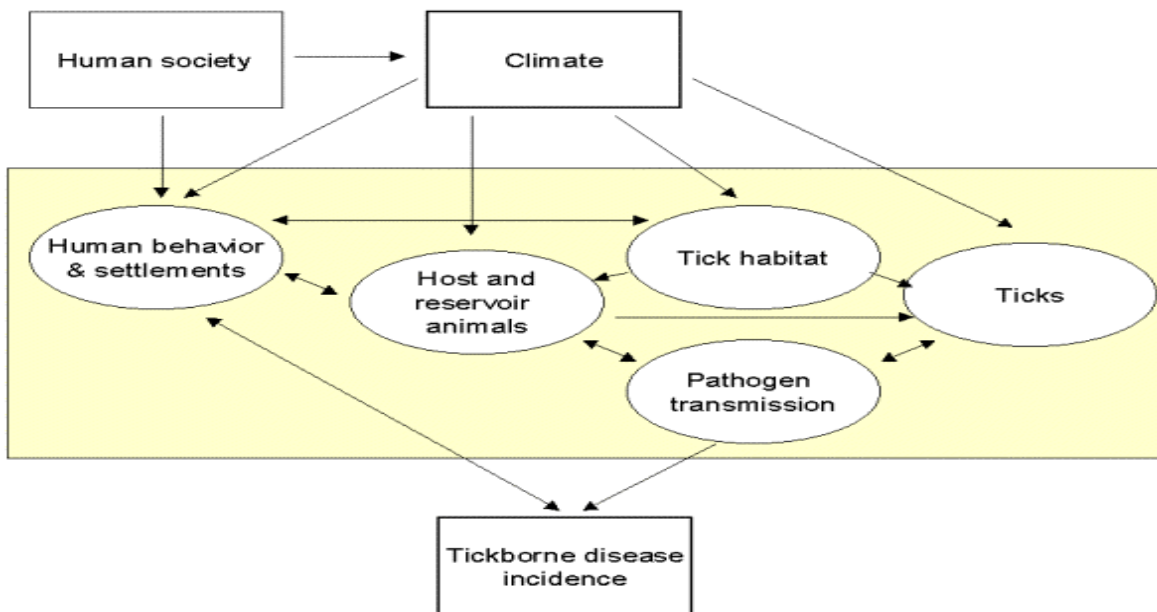 Human society
Climate
Human behavior
& settlements
Host and
reservoir
animals
Tick habitat
Ticks
Pathogen
transmission
Tickborne disease
incidence